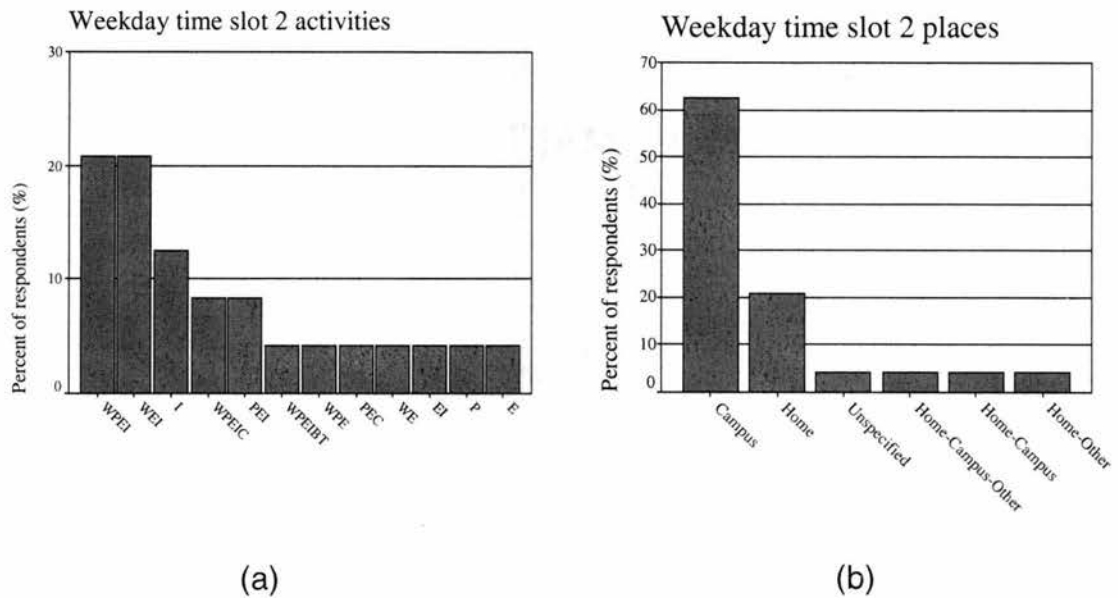 Weekday time slot 2 activities
Percent of respondents (%)
30
20
10
0
WPEI
WEI
I
WPEIC
PEI
WPEIBT
WPE
PEC
WE
EI
P
E
(a)
Weekday time slot 2 places
Percent of respondents (%)
70
60
50
40
30
20
10
0
Campus
Home
Unspecified
Home-Campus-Other
Home-Campus
Home-Other
(b)